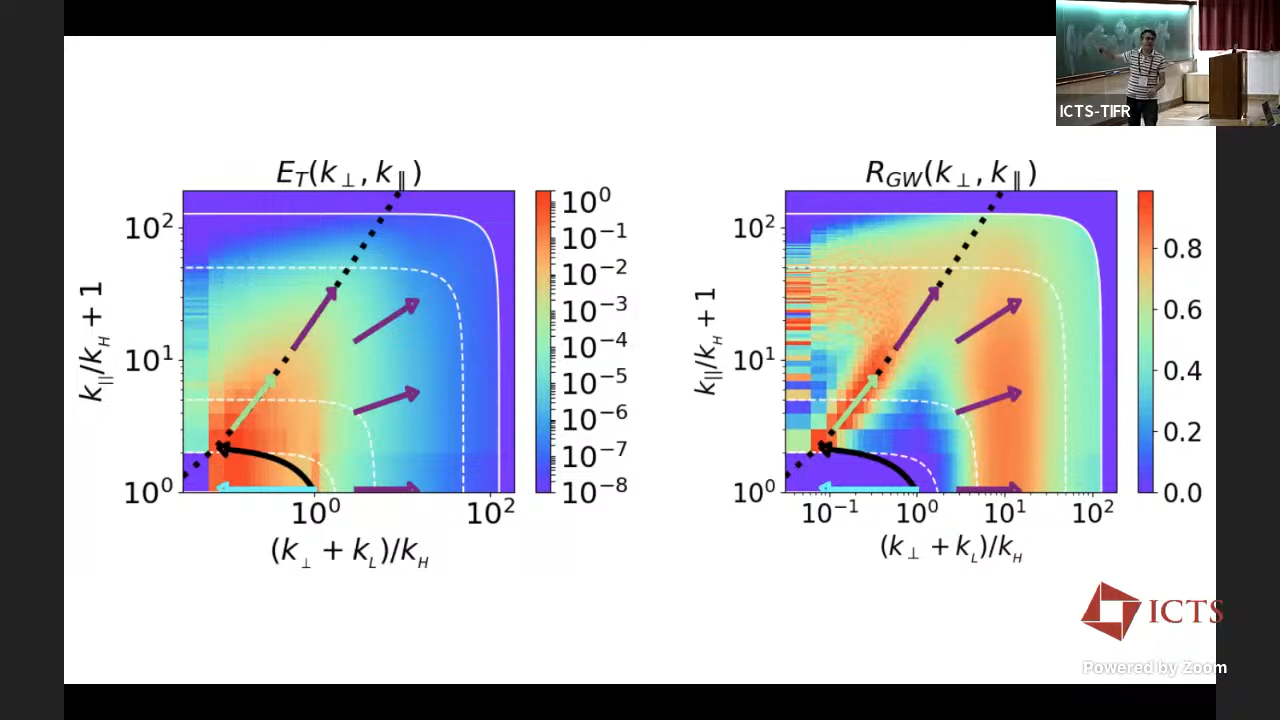 ICTS-TIFR
E_T(k_⊥, k_∥)
10^2
10^1
10^0
k_∥/k_H + 1
10^0
10^2
(k_⊥ + k_L)/k_H
10^0
10^-1
10^-2
10^-3
10^-4
10^-5
10^-6
10^-7
10^-8
R_GW(k_⊥, k_∥)
10^2
10^1
10^0
k_∥/k_H + 1
10^-1
10^0
10^1
10^2
(k_⊥ + k_L)/k_H
0.8
0.6
0.4
0.2
0.0
ICTS
Powered by Zoom